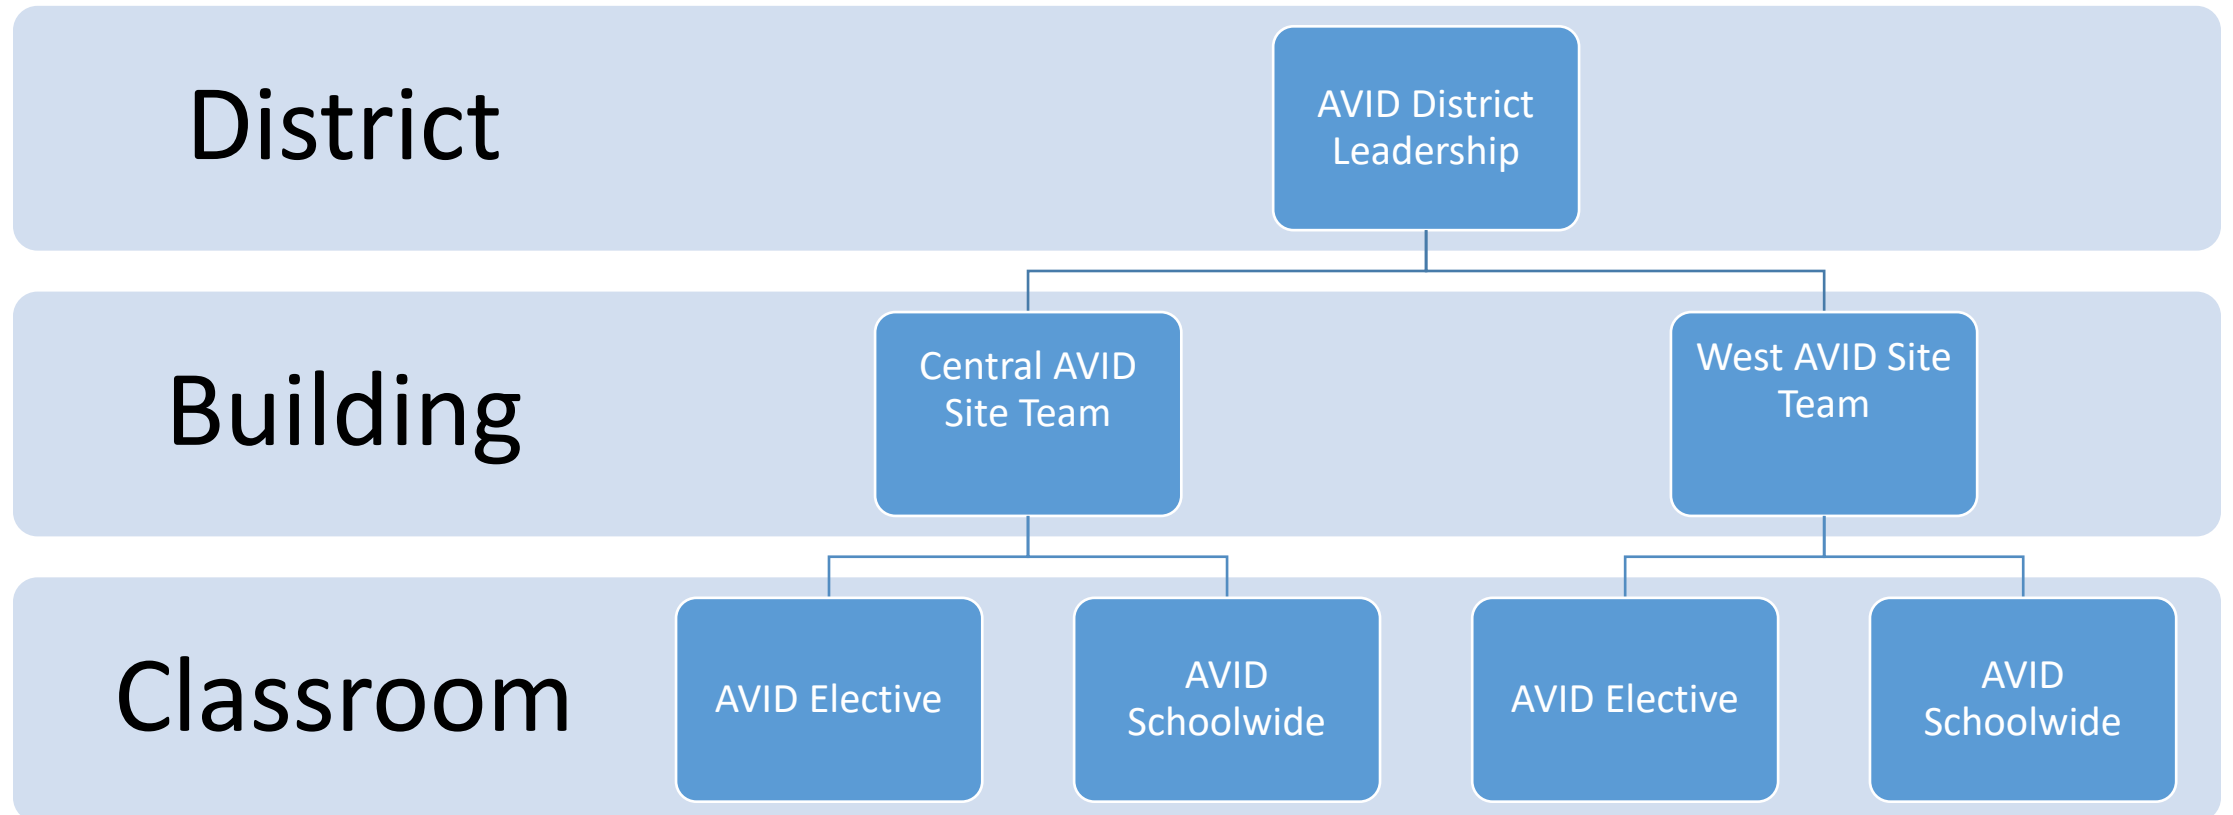 District
AVID District
Leadership
Building
Central AVID
Site Team
West AVID Site
Team
Classroom
AVID Elective
AVID
Schoolwide
AVID Elective
AVID
Schoolwide